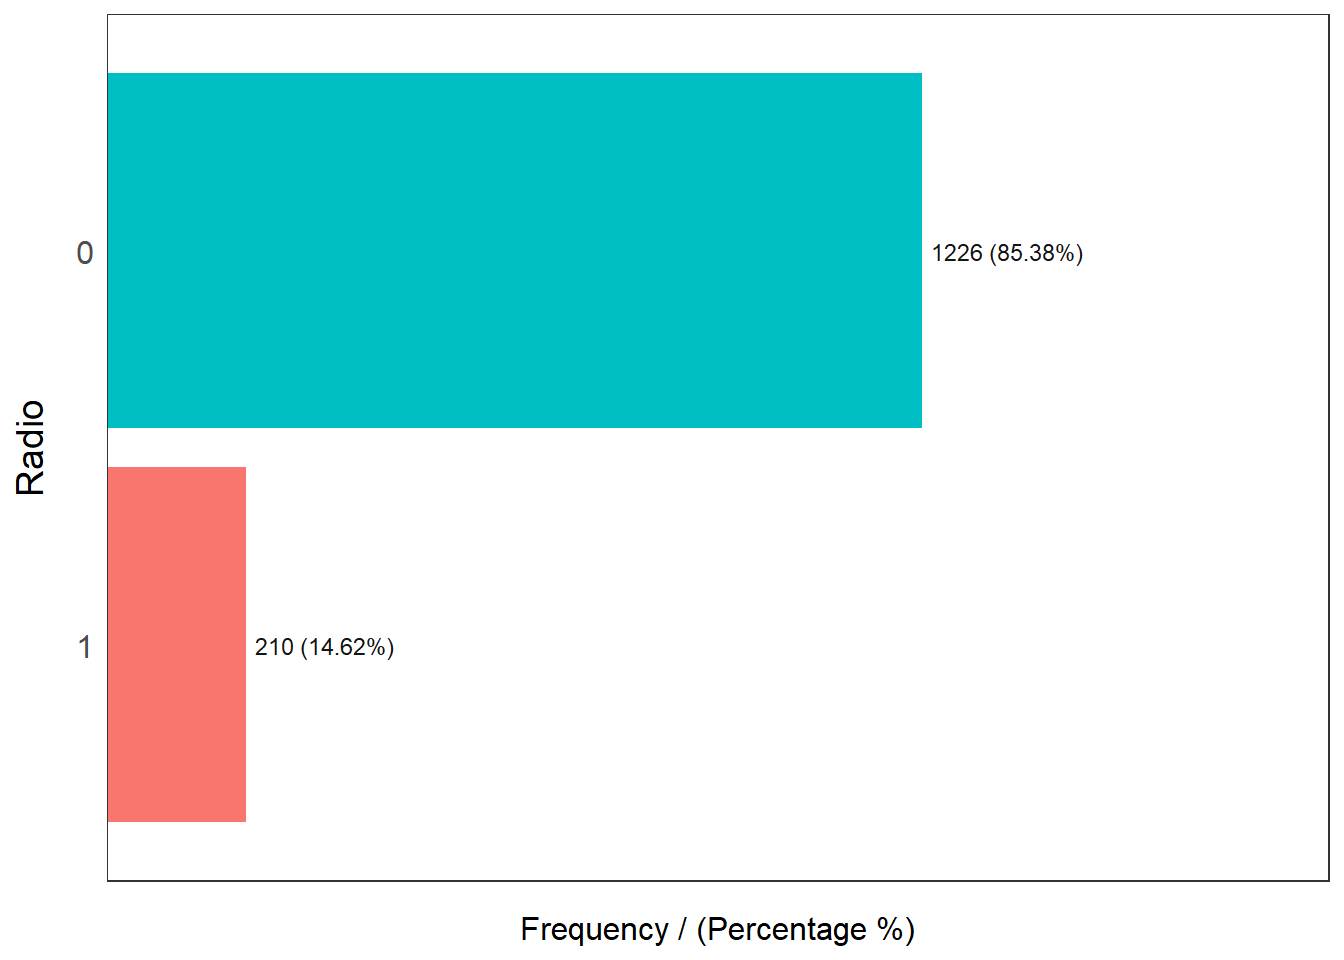 0
1226 (85.38%)
Radio
1
210 (14.62%)
Frequency / (Percentage %)